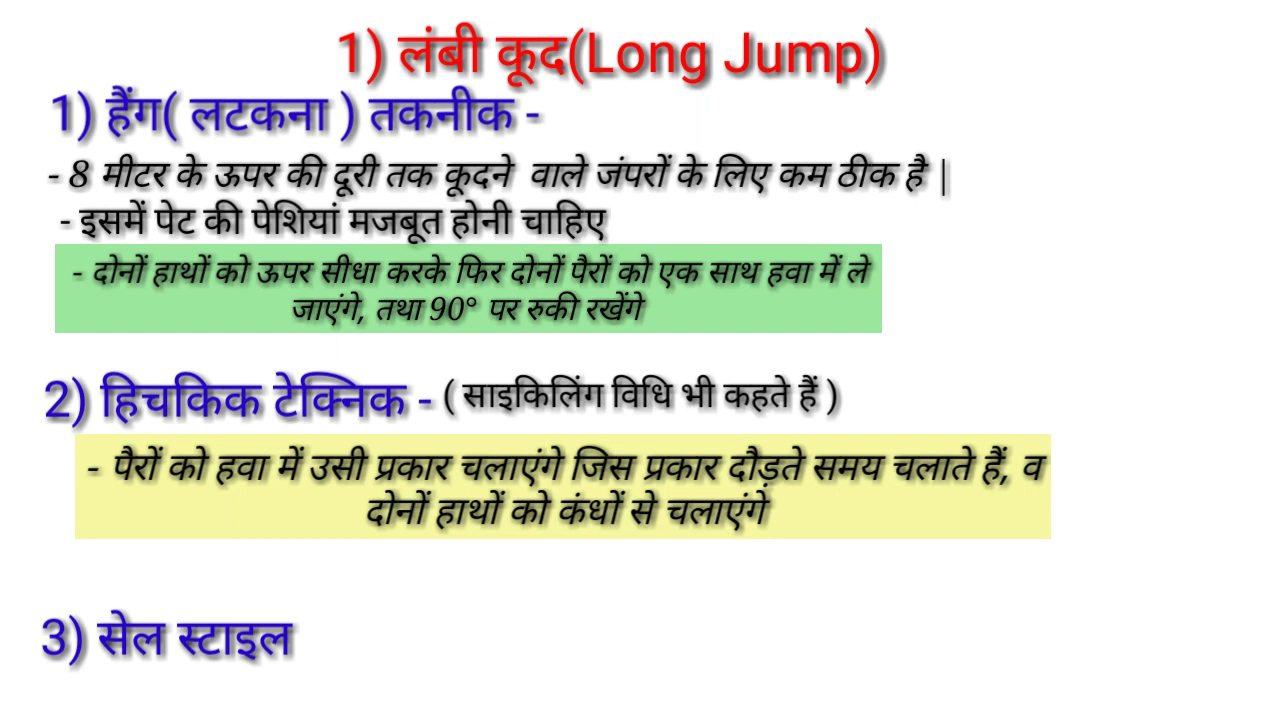 1) लंबी कूद(Long Jump)
1) हैंग( लटकना ) तकनीक -
- 8 मीटर के ऊपर की दूरी तक कूदने वाले जंपरों के लिए कम ठीक है |
- इसमें पेट की पेशियां मजबूत होनी चाहिए
- दोनों हाथों को ऊपर सीधा करके फिर दोनों पैरों को एक साथ हवा में ले
जाएंगे, तथा 90° पर रुकी रखेंगे
2) हिचकिक टेक्निक - ( साइकिलिंग विधि भी कहते हैं )
- पैरों को हवा में उसी प्रकार चलाएंगे जिस प्रकार दौड़ते समय चलाते हैं, व
दोनों हाथों को कंधों से चलाएंगे
3) सेल स्टाइल